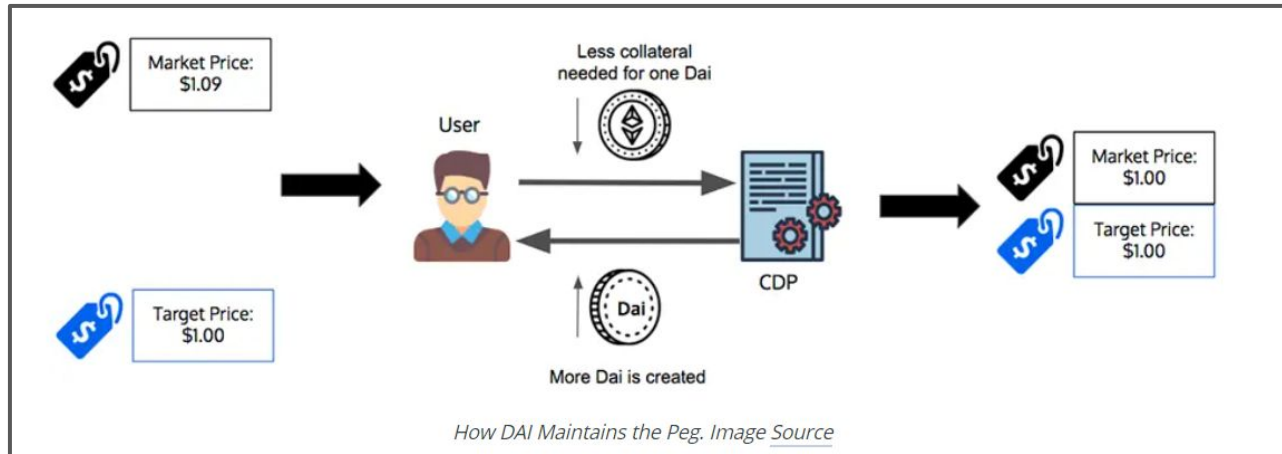 Market Price:
$1.09
Less collateral
needed for one Dai
User
Market Price:
$1.00
Target Price:
$1.00
Dai
CDP
Target Price:
$1.00
More Dai is created
How DAI Maintains the Peg. Image Source